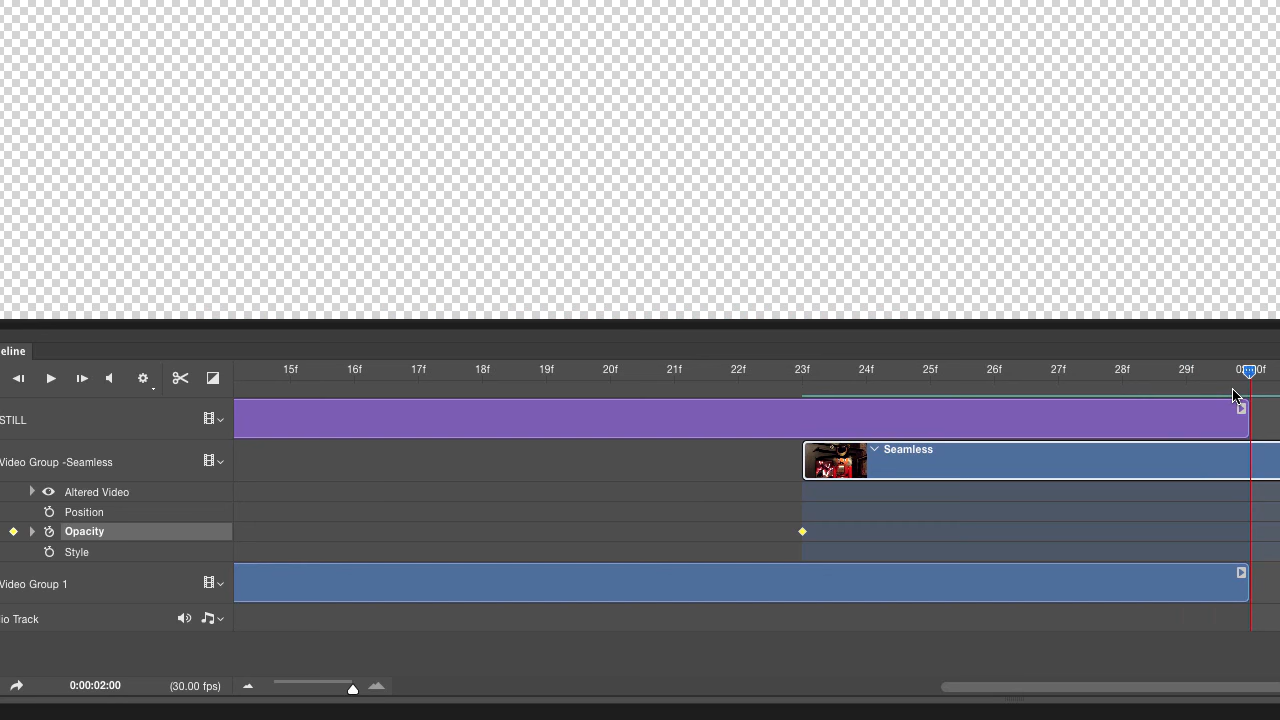 eline
15f 16f 17f 18f 19f 20f 21f 22f 23f 24f 25f 26f 27f 28f 29f
STILL
Video Group -Seamless
Seamless
Altered Video
Position
Opacity
Style
Video Group 1
io Track
0:00:02:00 (30.00 fps)